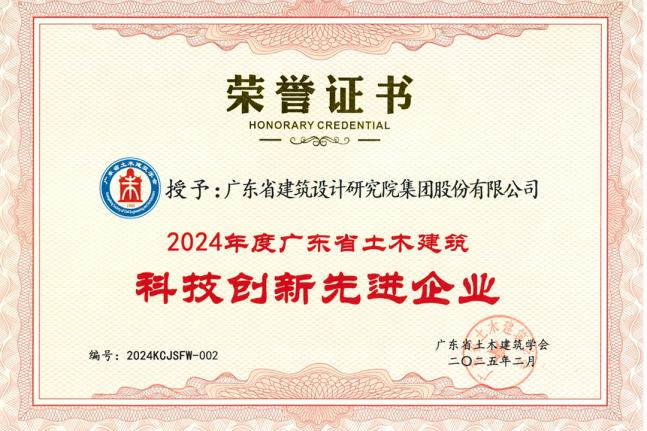 荣誉证书
HONORARY CREDENTIAL
授予：广东省建筑设计研究院集团股份有限公司
2024年度广东省土木建筑
科技创新先进企业
编号：2024KCJSFW-002
广东省土木建筑学会
二〇二五年二月